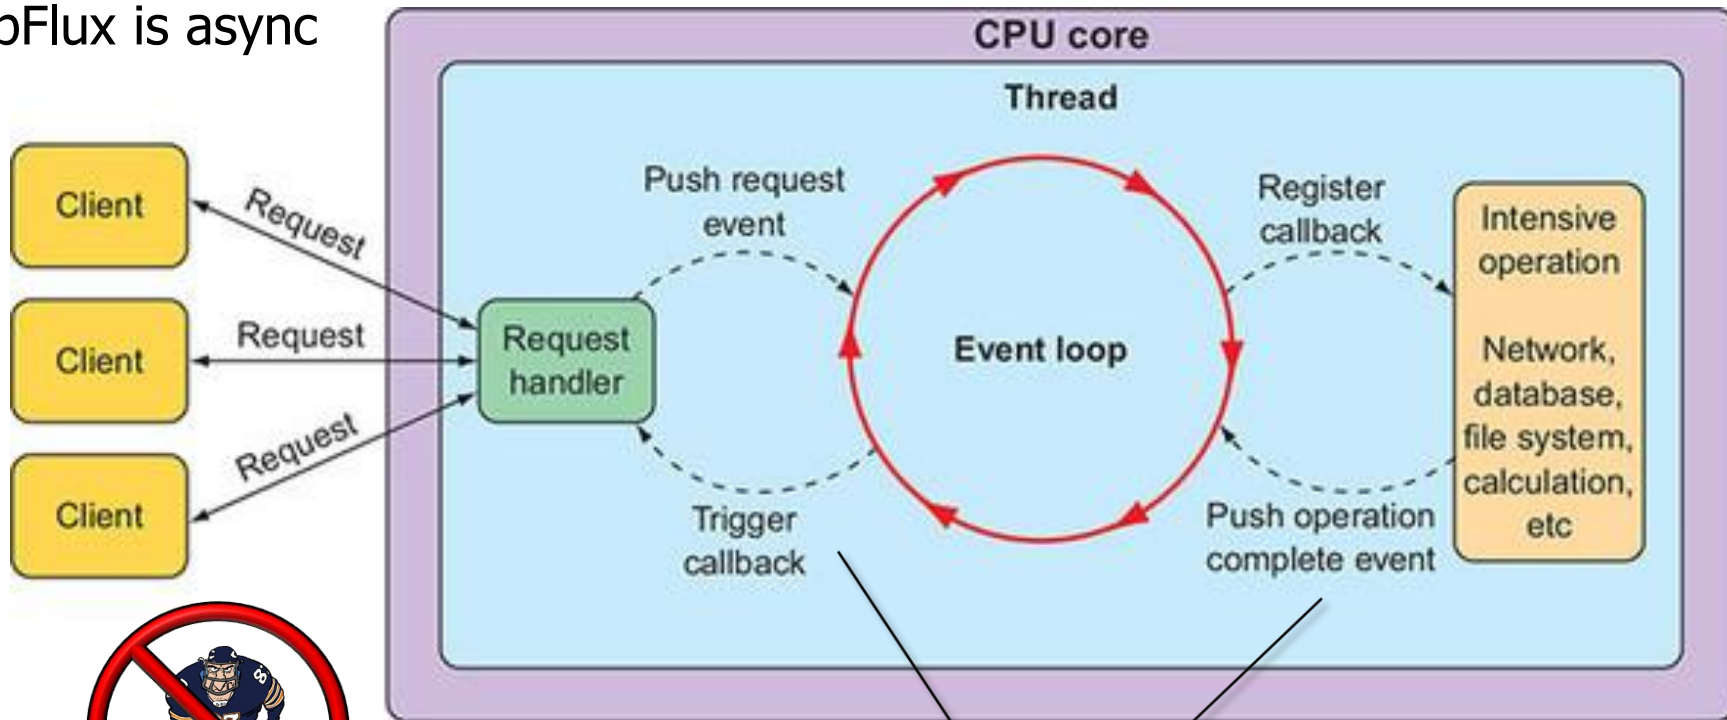 bFlux is async
CPU core
Thread
Client
Client
Client
Request
Request
Request
Request
handler
Push request
event
Trigger
callback
Event loop
Register
callback
Push operation
complete event
Intensive
operation
Network,
database,
file system,
calculation,
etc